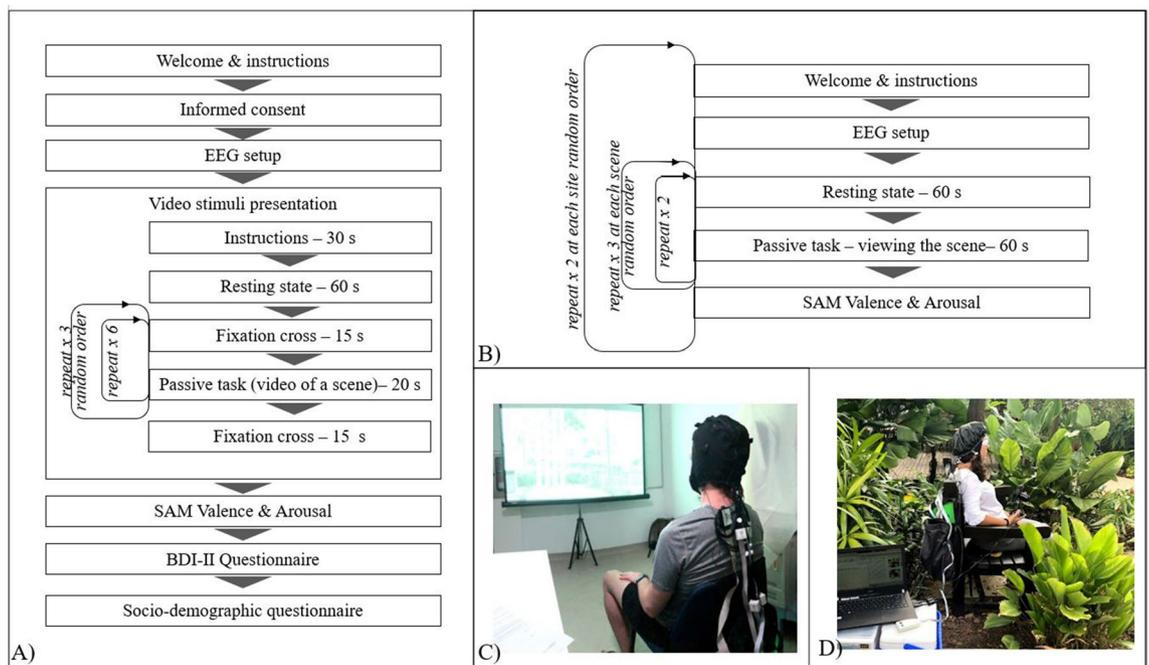 Welcome & instructions
Informed consent
EEG setup
Video stimuli presentation
Instructions – 30 s
Resting state – 60 s
Fixation cross – 15 s
Passive task (video of a scene)– 20 s
Fixation cross – 15 s
repeat x 3
random order
repeat x 6
SAM Valence & Arousal
BDI-II Questionnaire
Socio-demographic questionnaire
A)
repeat x 2 at each site random order
repeat x 3 at each scene
random order
repeat x 2
Welcome & instructions
EEG setup
Resting state – 60 s
Passive task – viewing the scene– 60 s
SAM Valence & Arousal
B)
C)
D)